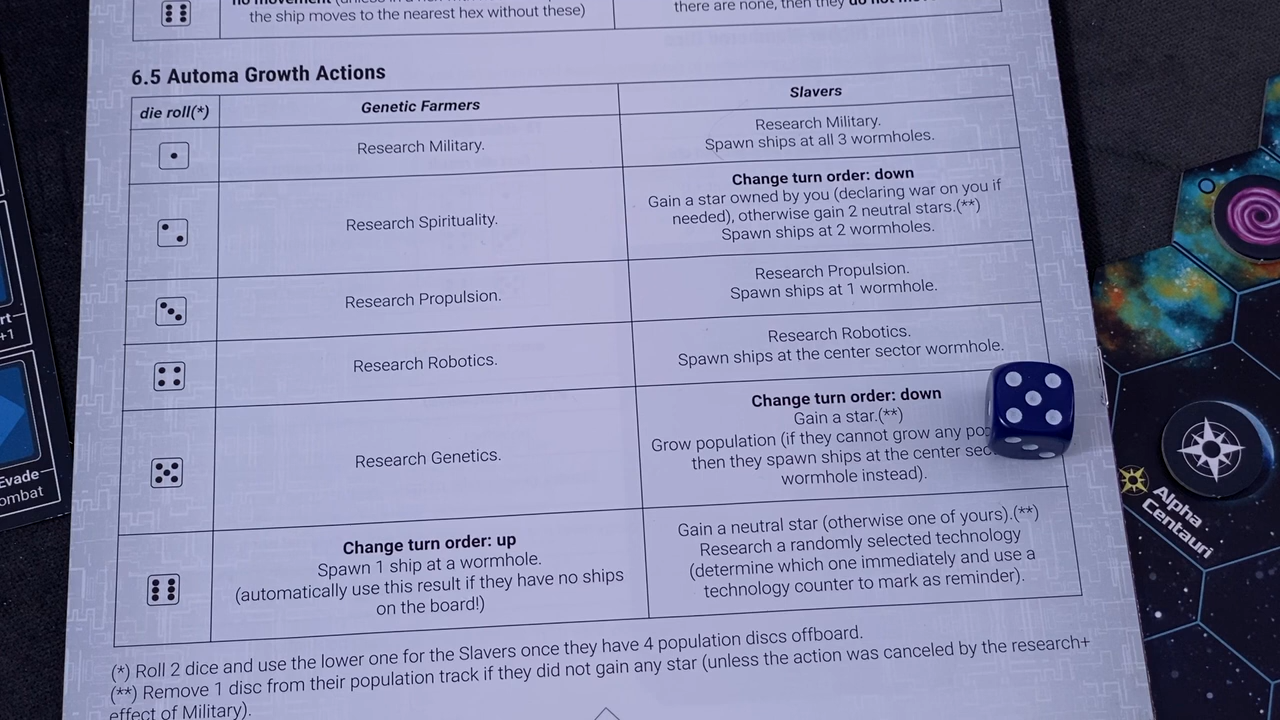 no movement
the ship moves to the nearest hex without these)
there are none, then they
6.5 Automa Growth Actions
die roll(*)
Genetic Farmers
Slavers
Research Military.
Research Military.
Spawn ships at all 3 wormholes.
Research Spirituality.
Change turn order: down
Gain a star owned by you (declaring war on you if
needed), otherwise gain 2 neutral stars.(**)
Spawn ships at 2 wormholes.
Research Propulsion.
Research Propulsion.
Spawn ships at 1 wormhole.
Research Robotics.
Research Robotics.
Spawn ships at the center sector wormhole.
Research Genetics.
Change turn order: down
Gain a star.(**)
Grow population (if they cannot grow any
then they spawn ships at the center
wormhole instead).
Change turn order: up
Spawn 1 ship at a wormhole.
(automatically use this result if they have no ships
on the board!)
Gain a neutral star (otherwise one of yours).(**)
Research a randomly selected technology
(determine which one immediately and use a
technology counter to mark as reminder).
(*) Roll 2 dice and use the lower one for the Slavers once they have 4 population discs offboard.
(**) Remove 1 disc from their population track if they did not gain any star (unless the action was canceled by the research+
effect of Military).
+1
Evade
Alpha
Centauri